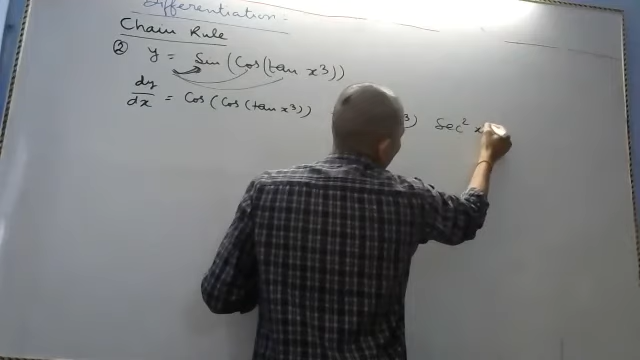 Differentiation:
Chain Rule
② y = Sin (Cos(tan x³))
dy/dx = Cos (Cos(tan x³)) ³) Sec² x